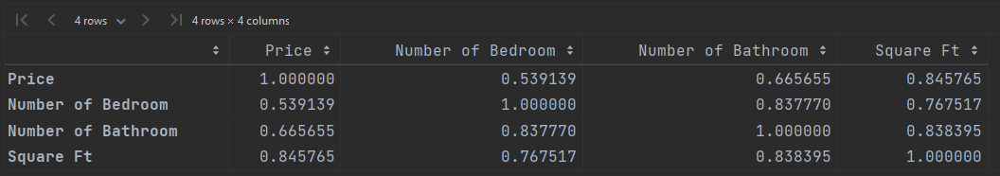 4 rows 4 rows × 4 columns
Price Number of Bedroom Number of Bathroom Square Ft
Price 1.000000 0.539139 0.665655 0.845765
Number of Bedroom 0.539139 1.000000 0.837770 0.767517
Number of Bathroom 0.665655 0.837770 1.000000 0.838395
Square Ft 0.845765 0.767517 0.838395 1.000000